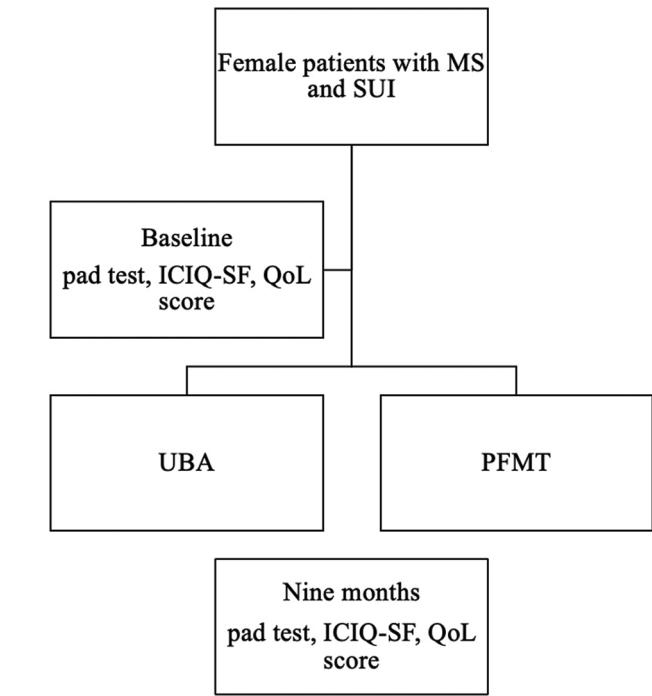 Female patients with MS
and SUI
Baseline
pad test, ICIQ-SF, QoL
score
UBA
PFMT
Nine months
pad test, ICIQ-SF, QoL
score